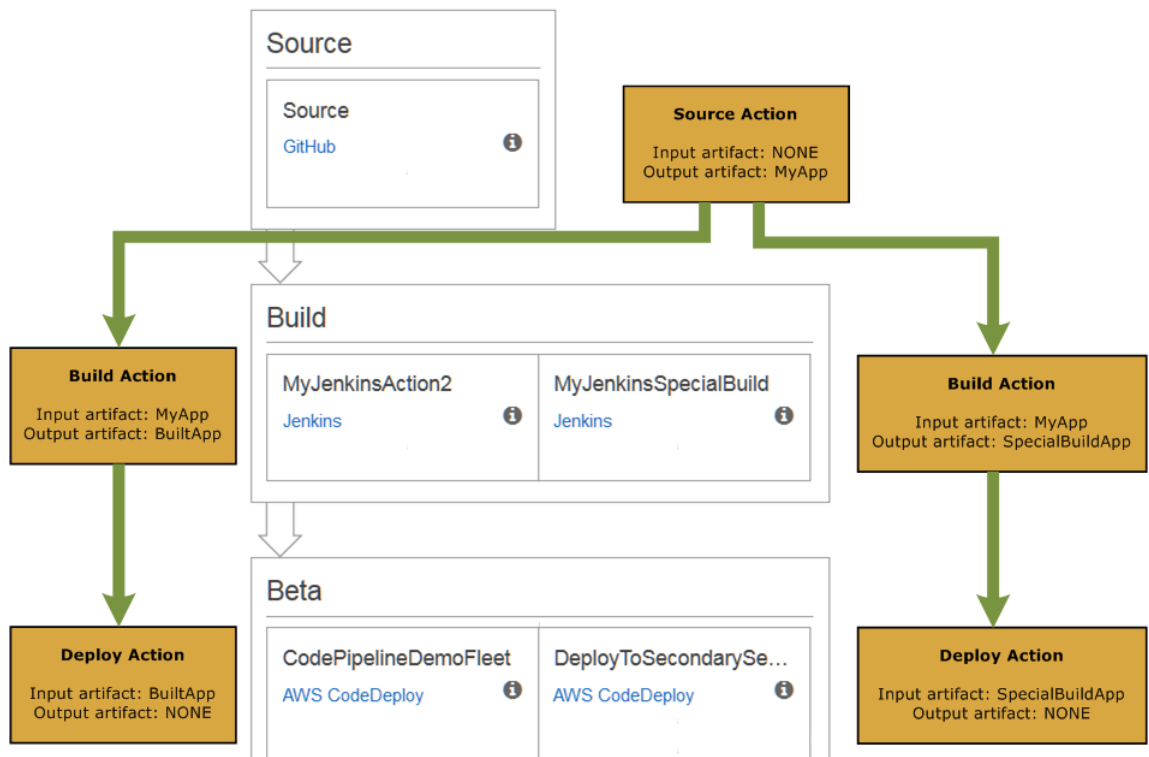 Source
Source
GitHub
Source Action
Input artifact: NONE
Output artifact: MyApp
Build
MyJenkinsAction2
Jenkins
MyJenkinsSpecialBuild
Jenkins
Build Action
Input artifact: MyApp
Output artifact: BuiltApp
Build Action
Input artifact: MyApp
Output artifact: SpecialBuildApp
Beta
CodePipelineDemoFleet
AWS CodeDeploy
DeployToSecondarySe...
AWS CodeDeploy
Deploy Action
Input artifact: BuiltApp
Output artifact: NONE
Deploy Action
Input artifact: SpecialBuildApp
Output artifact: NONE